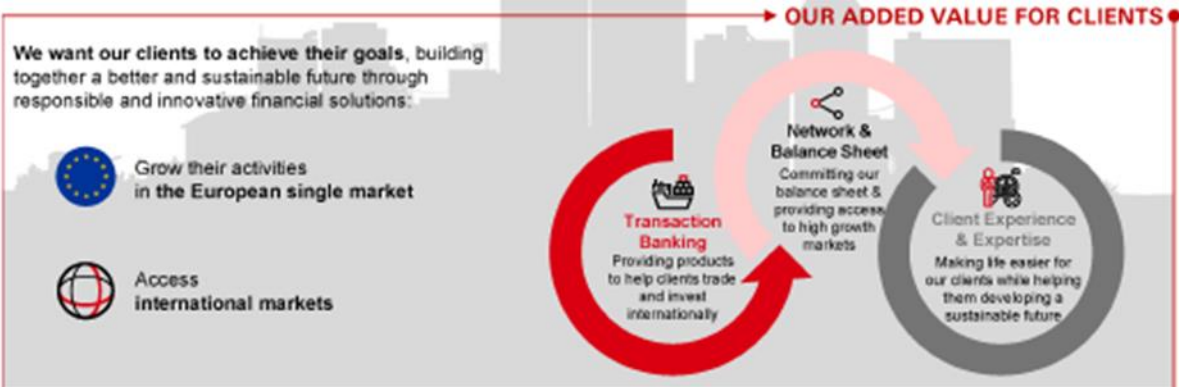 OUR ADDED VALUE FOR CLIENTS
We want our clients to achieve their goals, building
together a better and sustainable future through
responsible and innovative financial solutions:
Grow their activities
in the European single market
Access
international markets
Transaction
Banking
Providing products
to help clients trade
and invest
internationally
Network &
Balance Sheet
Committing our
balance sheet &
providing access
to high growth
markets
Client Experience
& Expertise
Making life easier for
our clients while helping
them developing a
sustainable future